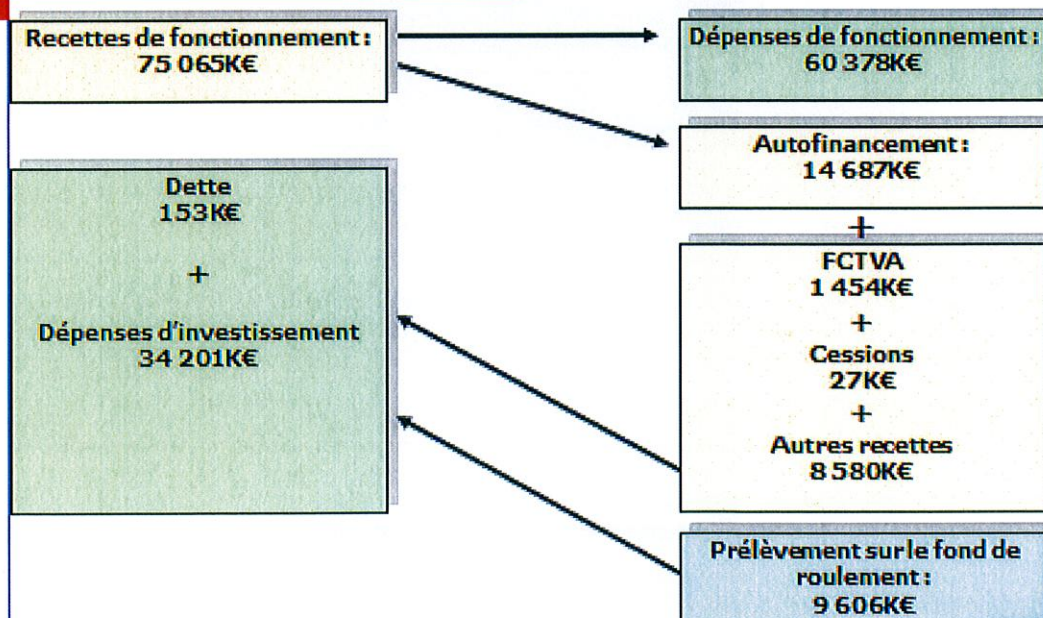 Recettes de fonctionnement :
75 065K€
Dépenses de fonctionnement :
60 378K€
Autofinancement :
14 687K€
+
Dette
153K€
+
Dépenses d'investissement
34 201K€
FCTVA
1 454K€
+
Cessions
27K€
+
Autres recettes
8 580K€
Prélèvement sur le fond de
roulement :
9 606K€